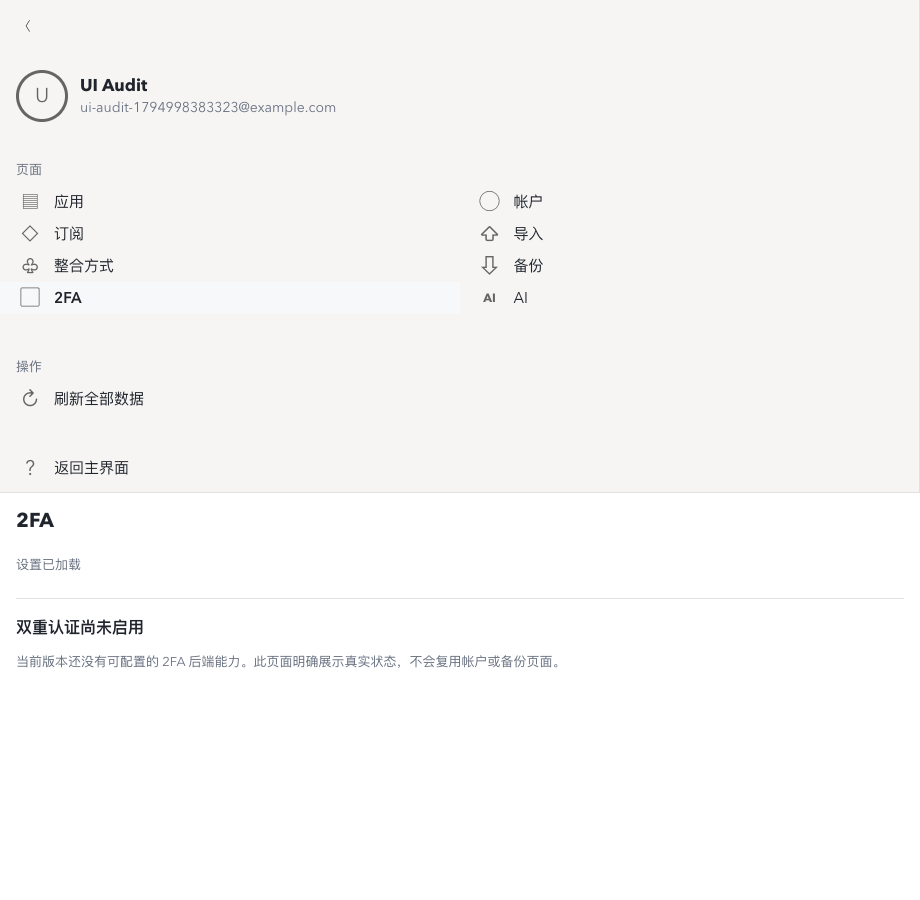 U
UI Audit
ui-audit-1794998383323@example.com
页面
应用
帐户
订阅
导入
整合方式
备份
2FA
AI AI
操作
刷新全部数据
? 返回主界面
2FA
设置已加载
双重认证尚未启用
当前版本还没有可配置的 2FA 后端能力。此页面明确展示真实状态，不会复用帐户或备份页面。